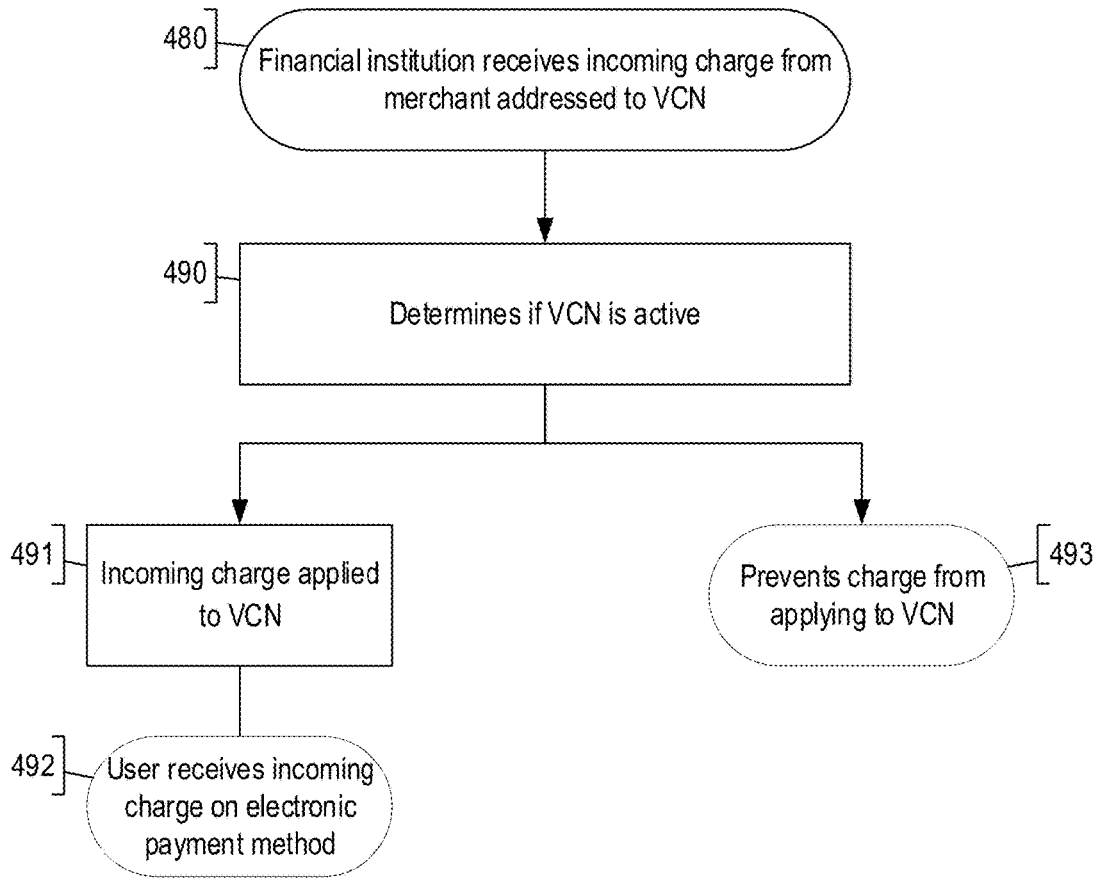 480
Financial institution receives incoming charge from
merchant addressed to VCN
490
Determines if VCN is active
491
Incoming charge applied
to VCN
493
Prevents charge from
applying to VCN
492
User receives incoming
charge on electronic
payment method